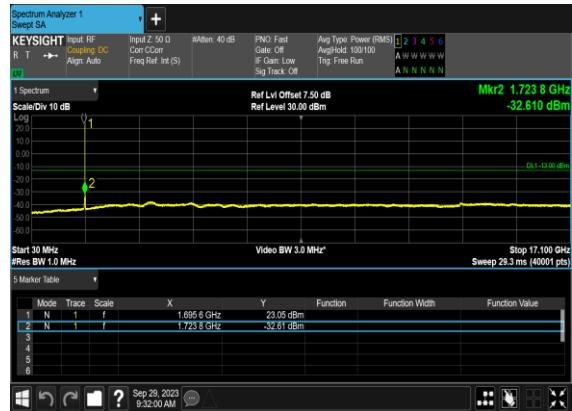 Spectrum Analyzer 1
Swept SA
+
KEYSIGHT Input: RF Input Z: 50 Ω #Atten: 40 dB PNO: Fast Avg Type: Power (RMS) 1 2 3 4 5 6
R T Coupling: DC Corr CCorr Gate: Off Avg|Hold: 100/100 A W W W W W
Align: Auto Freq Ref: Int (S) IF Gain: Low Trig: Free Run
Sig Track: Off A N N N N N
1 Spectrum
Ref Lvl Offset 7.50 dB Mkr2 1.723 8 GHz
Scale/Div 10 dB Ref Level 30.00 dBm -32.610 dBm
Log
1
20.0
10.0
0.00
-10.0
DL1 -13.00 dBm
-20.0
2
-30.0
-40.0
-50.0
-60.0
Start 30 MHz Video BW 3.0 MHz* Stop 17.100 GHz
#Res BW 1.0 MHz Sweep 29.3 ms (40001 pts)
5 Marker Table
Mode Trace Scale X Y Function Function Width Function Value
1 N 1 f 1.695 6 GHz 23.05 dBm
2 N 1 f 1.723 8 GHz -32.61 dBm
3
4
5
6
? Sep 29, 2023
9:32:00 AM